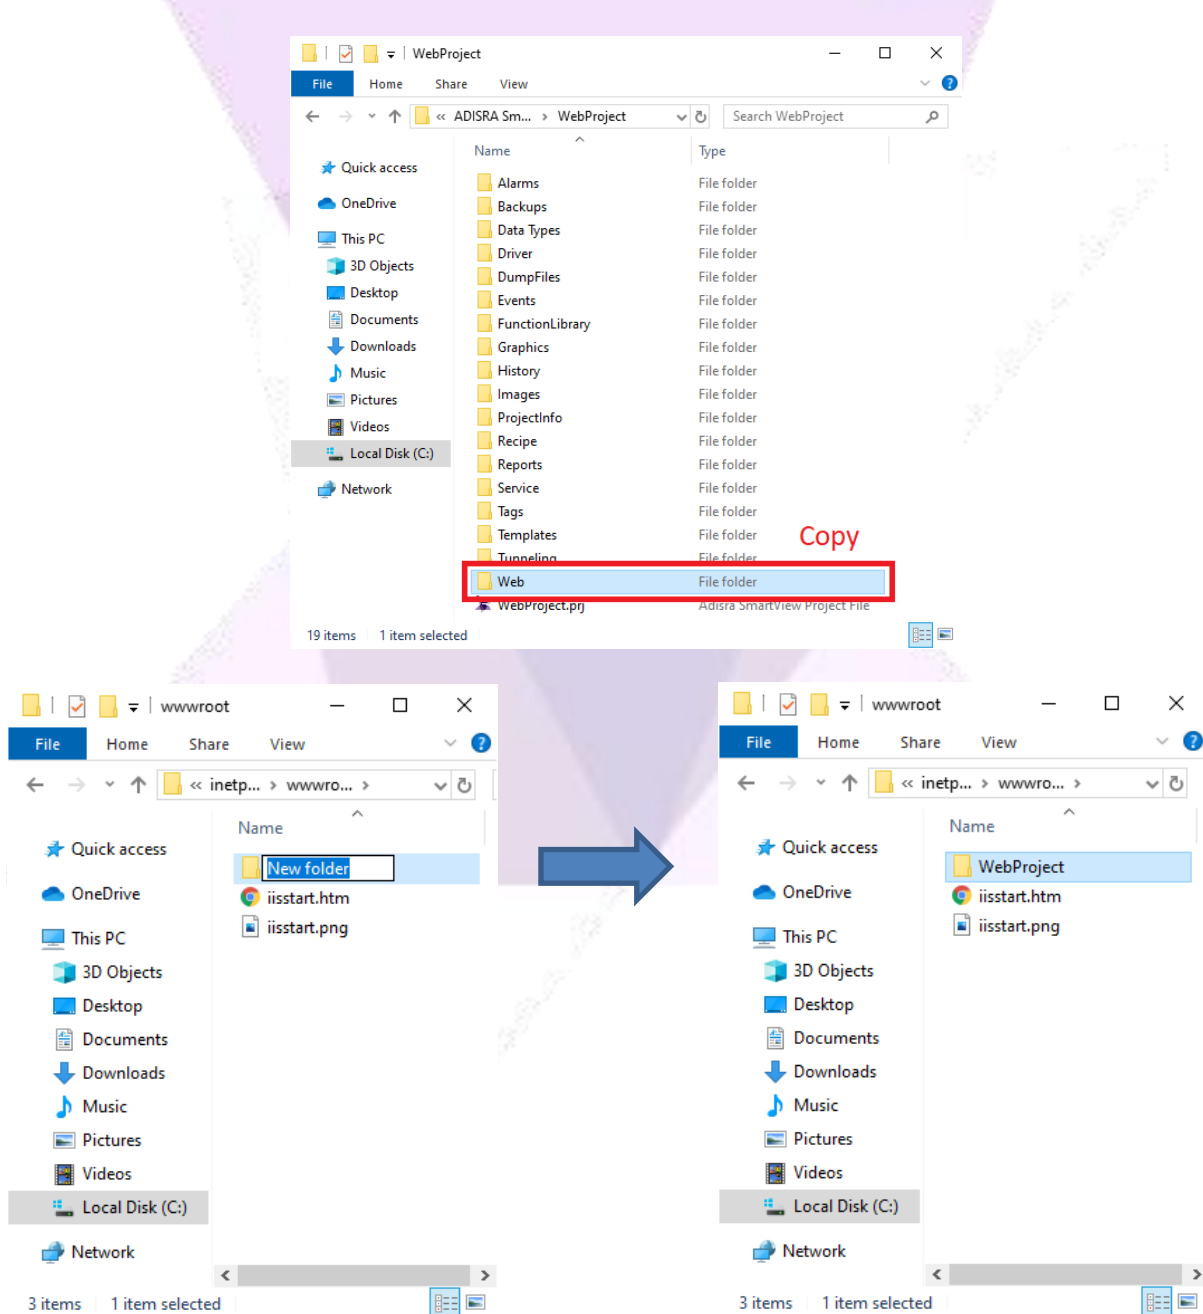 WebProject
File Home Share View
« ADISRA Sm... › WebProject Search WebProject
Name Type
Quick access
OneDrive
This PC
3D Objects
Desktop
Documents
Downloads
Music
Pictures
Videos
Local Disk (C:)
Network
Alarms File folder
Backups File folder
Data Types File folder
Driver File folder
DumpFiles File folder
Events File folder
FunctionLibrary File folder
Graphics File folder
History File folder
Images File folder
ProjectInfo File folder
Recipe File folder
Reports File folder
Service File folder
Tags File folder
Templates File folder
Copy
Tunneling File folder
Web File folder
WebProject.prj Adisra SmartView Project File
19 items 1 item selected
wwwroot
File Home Share View
« inetp... › wwwro... ›
Name
Quick access
OneDrive
This PC
3D Objects
Desktop
Documents
Downloads
Music
Pictures
Videos
Local Disk (C:)
Network
New folder
iisstart.htm
iisstart.png
3 items 1 item selected
wwwroot
File Home Share View
« inetp... › wwwro... ›
Name
Quick access
OneDrive
This PC
3D Objects
Desktop
Documents
Downloads
Music
Pictures
Videos
Local Disk (C:)
Network
WebProject
iisstart.htm
iisstart.png
3 items 1 item selected